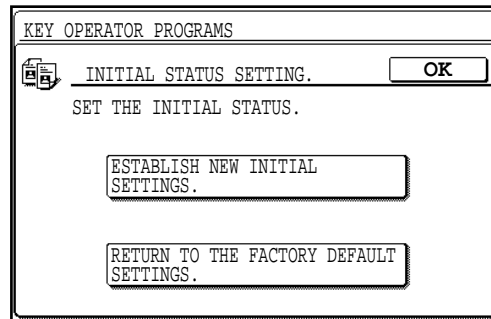 KEY OPERATOR PROGRAMS
INITIAL STATUS SETTING.
OK
SET THE INITIAL STATUS.
ESTABLISH NEW INITIAL
SETTINGS.
RETURN TO THE FACTORY DEFAULT
SETTINGS.